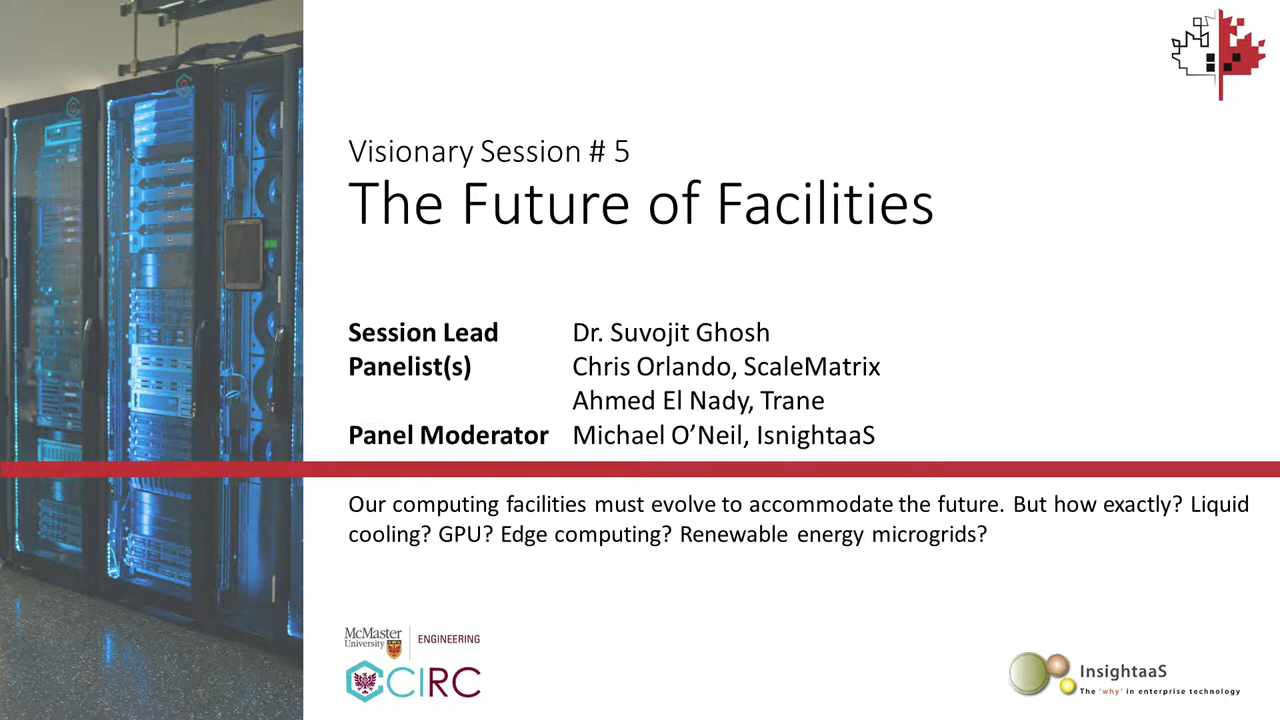 Visionary Session # 5
The Future of Facilities
Session Lead Dr. Suvojit Ghosh
Panelist(s) Chris Orlando, ScaleMatrix
Ahmed El Nady, Trane
Panel Moderator Michael O’Neil, IsnightaaS
Our computing facilities must evolve to accommodate the future. But how exactly? Liquid
cooling? GPU? Edge computing? Renewable energy microgrids?
McMaster
University
ENGINEERING
CIRC
InsightaaS
The 'why' in enterprise technology